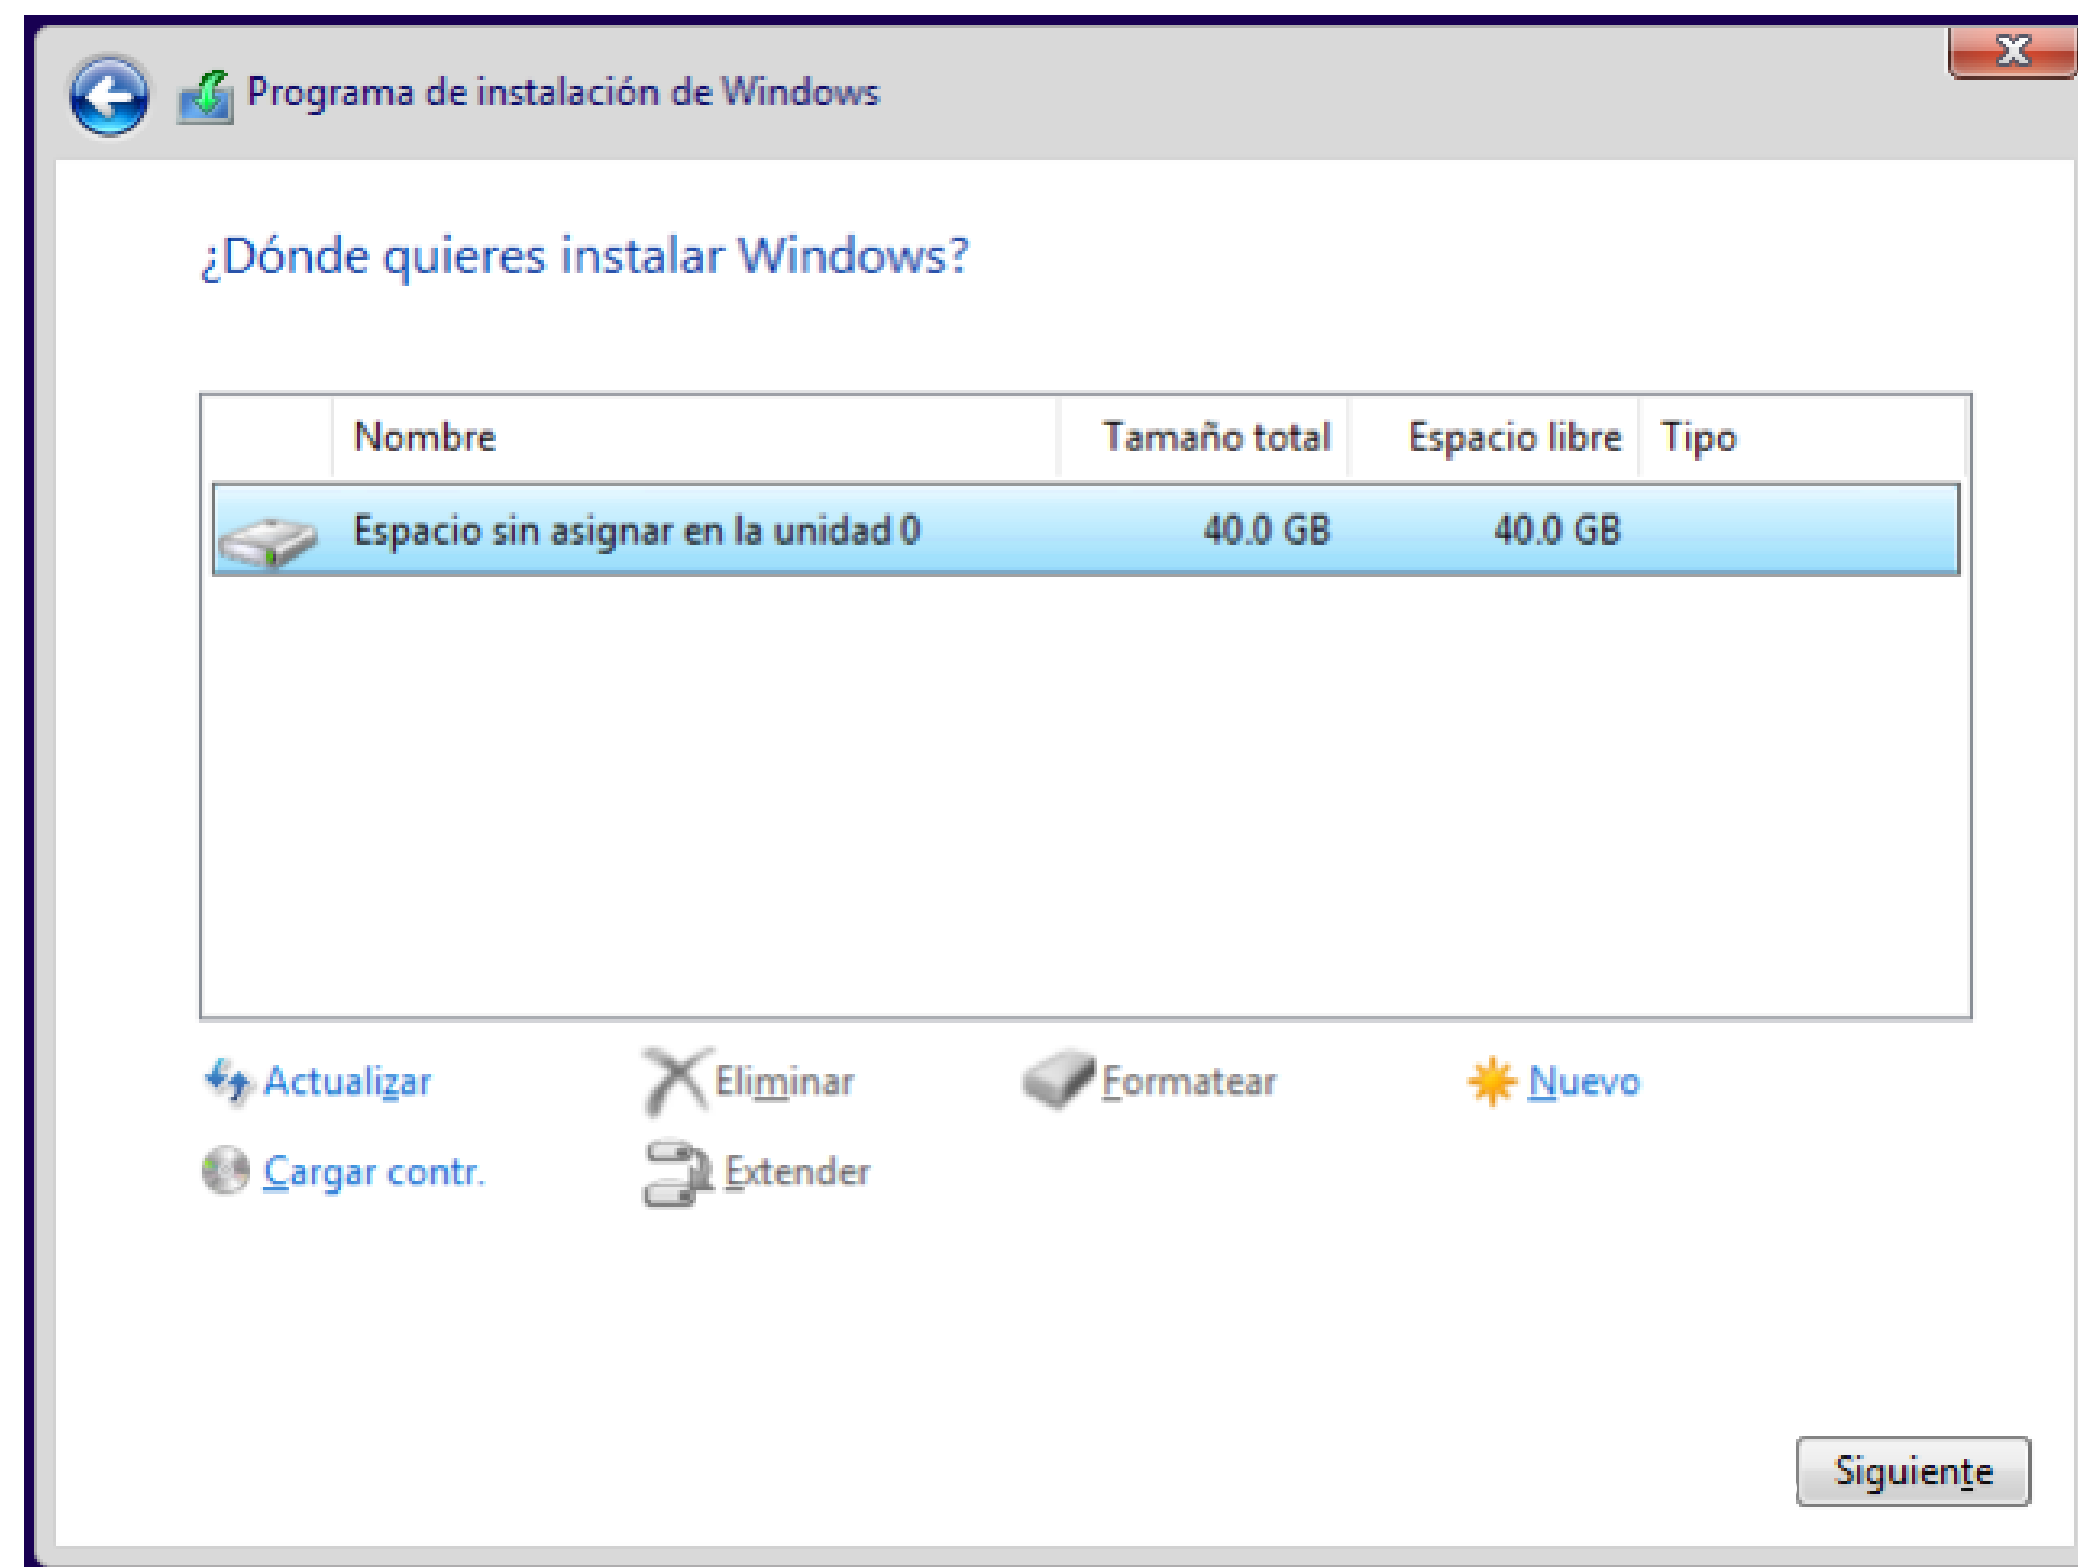 Programa de instalación de Windows
¿Dónde quieres instalar Windows?
Nombre Tamaño total Espacio libre Tipo
Espacio sin asignar en la unidad 0 40.0 GB 40.0 GB
Actualizar Eliminar Formatear Nuevo
Cargar contr. Extender
Siguiente